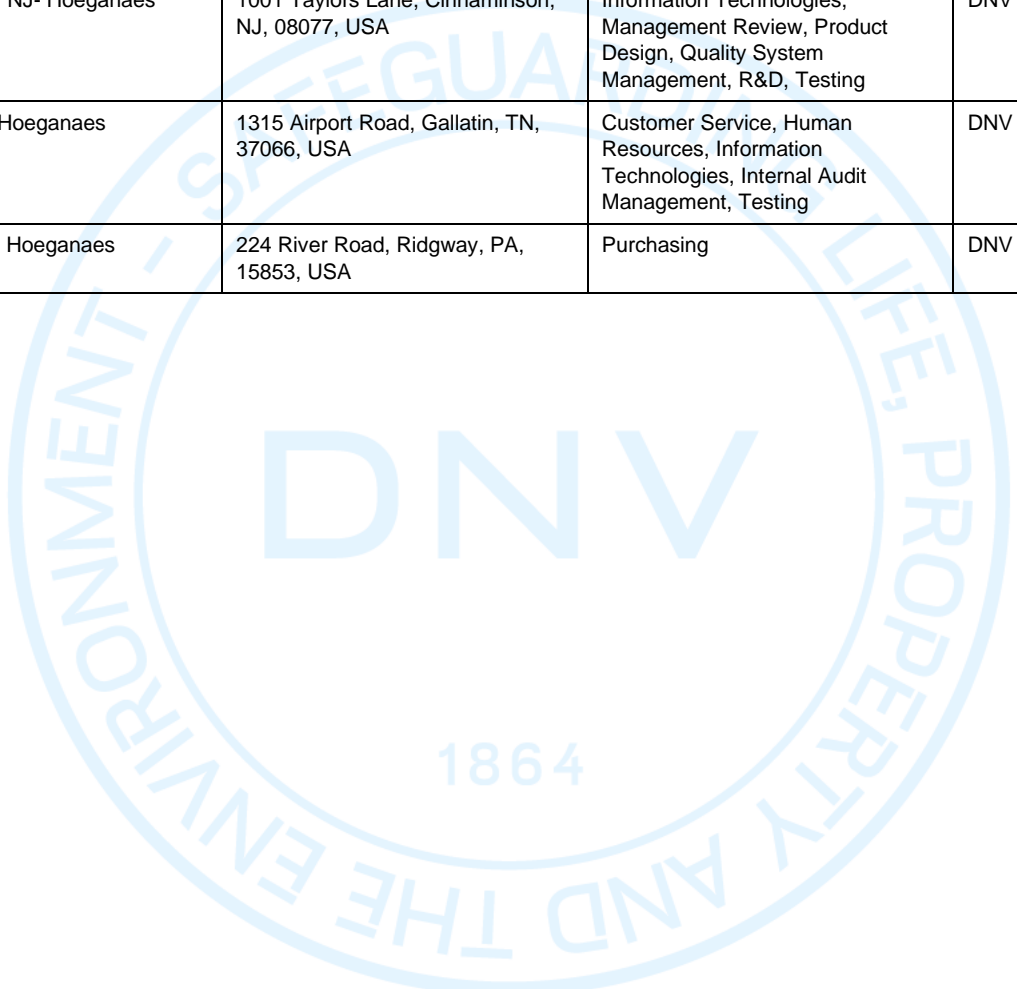 NJ- Hoeganaes
1001 Taylors Lane, Cinnaminson,
NJ, 08077, USA
Information Technologies,
Management Review, Product
Design, Quality System
Management, R&D, Testing
DNV
Hoeganaes
1315 Airport Road, Gallatin, TN,
37066, USA
Customer Service, Human
Resources, Information
Technologies, Internal Audit
Management, Testing
DNV
Hoeganaes
224 River Road, Ridgway, PA,
15853, USA
Purchasing
DNV
SAFEGUARDING LIFE, PROPERTY AND THE ENVIRONMENT -
DNV
1864